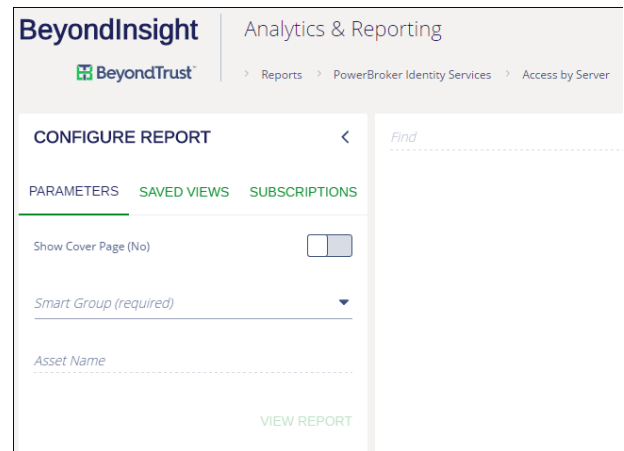 BeyondInsight
BeyondTrust
Analytics & Reporting
> Reports > PowerBroker Identity Services > Access by Server
CONFIGURE REPORT <
PARAMETERS SAVED VIEWS SUBSCRIPTIONS
Show Cover Page (No)
Smart Group (required)
Asset Name
VIEW REPORT
Find